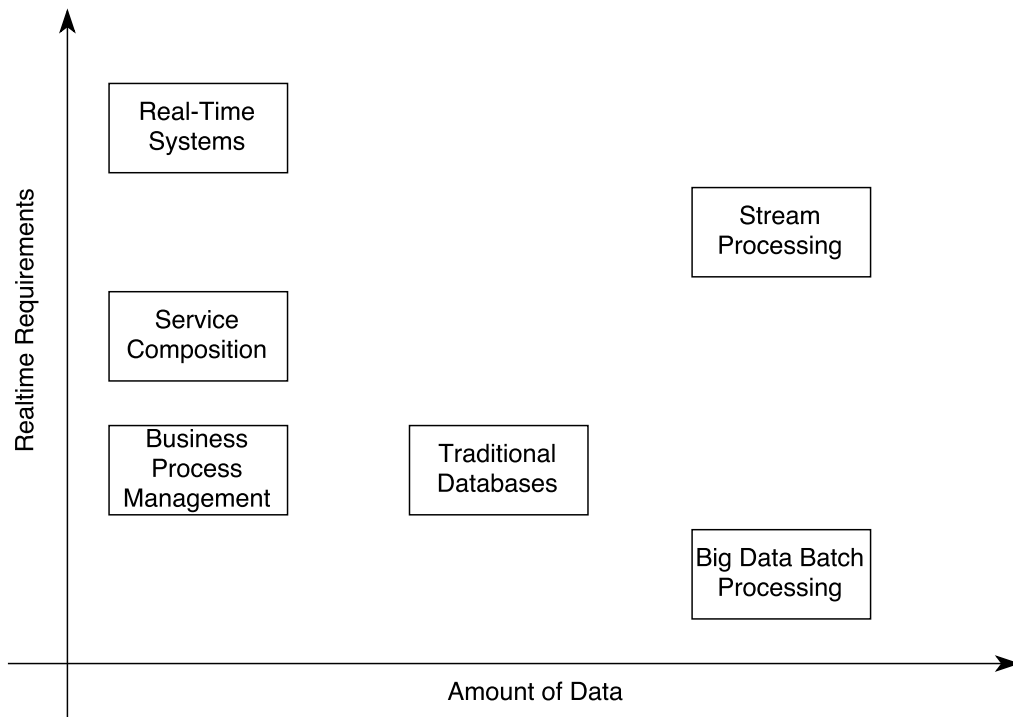 Real-Time
Systems
Stream
Processing
Realtime Requirements
Service
Composition
Business
Process
Management
Traditional
Databases
Big Data Batch
Processing
Amount of Data